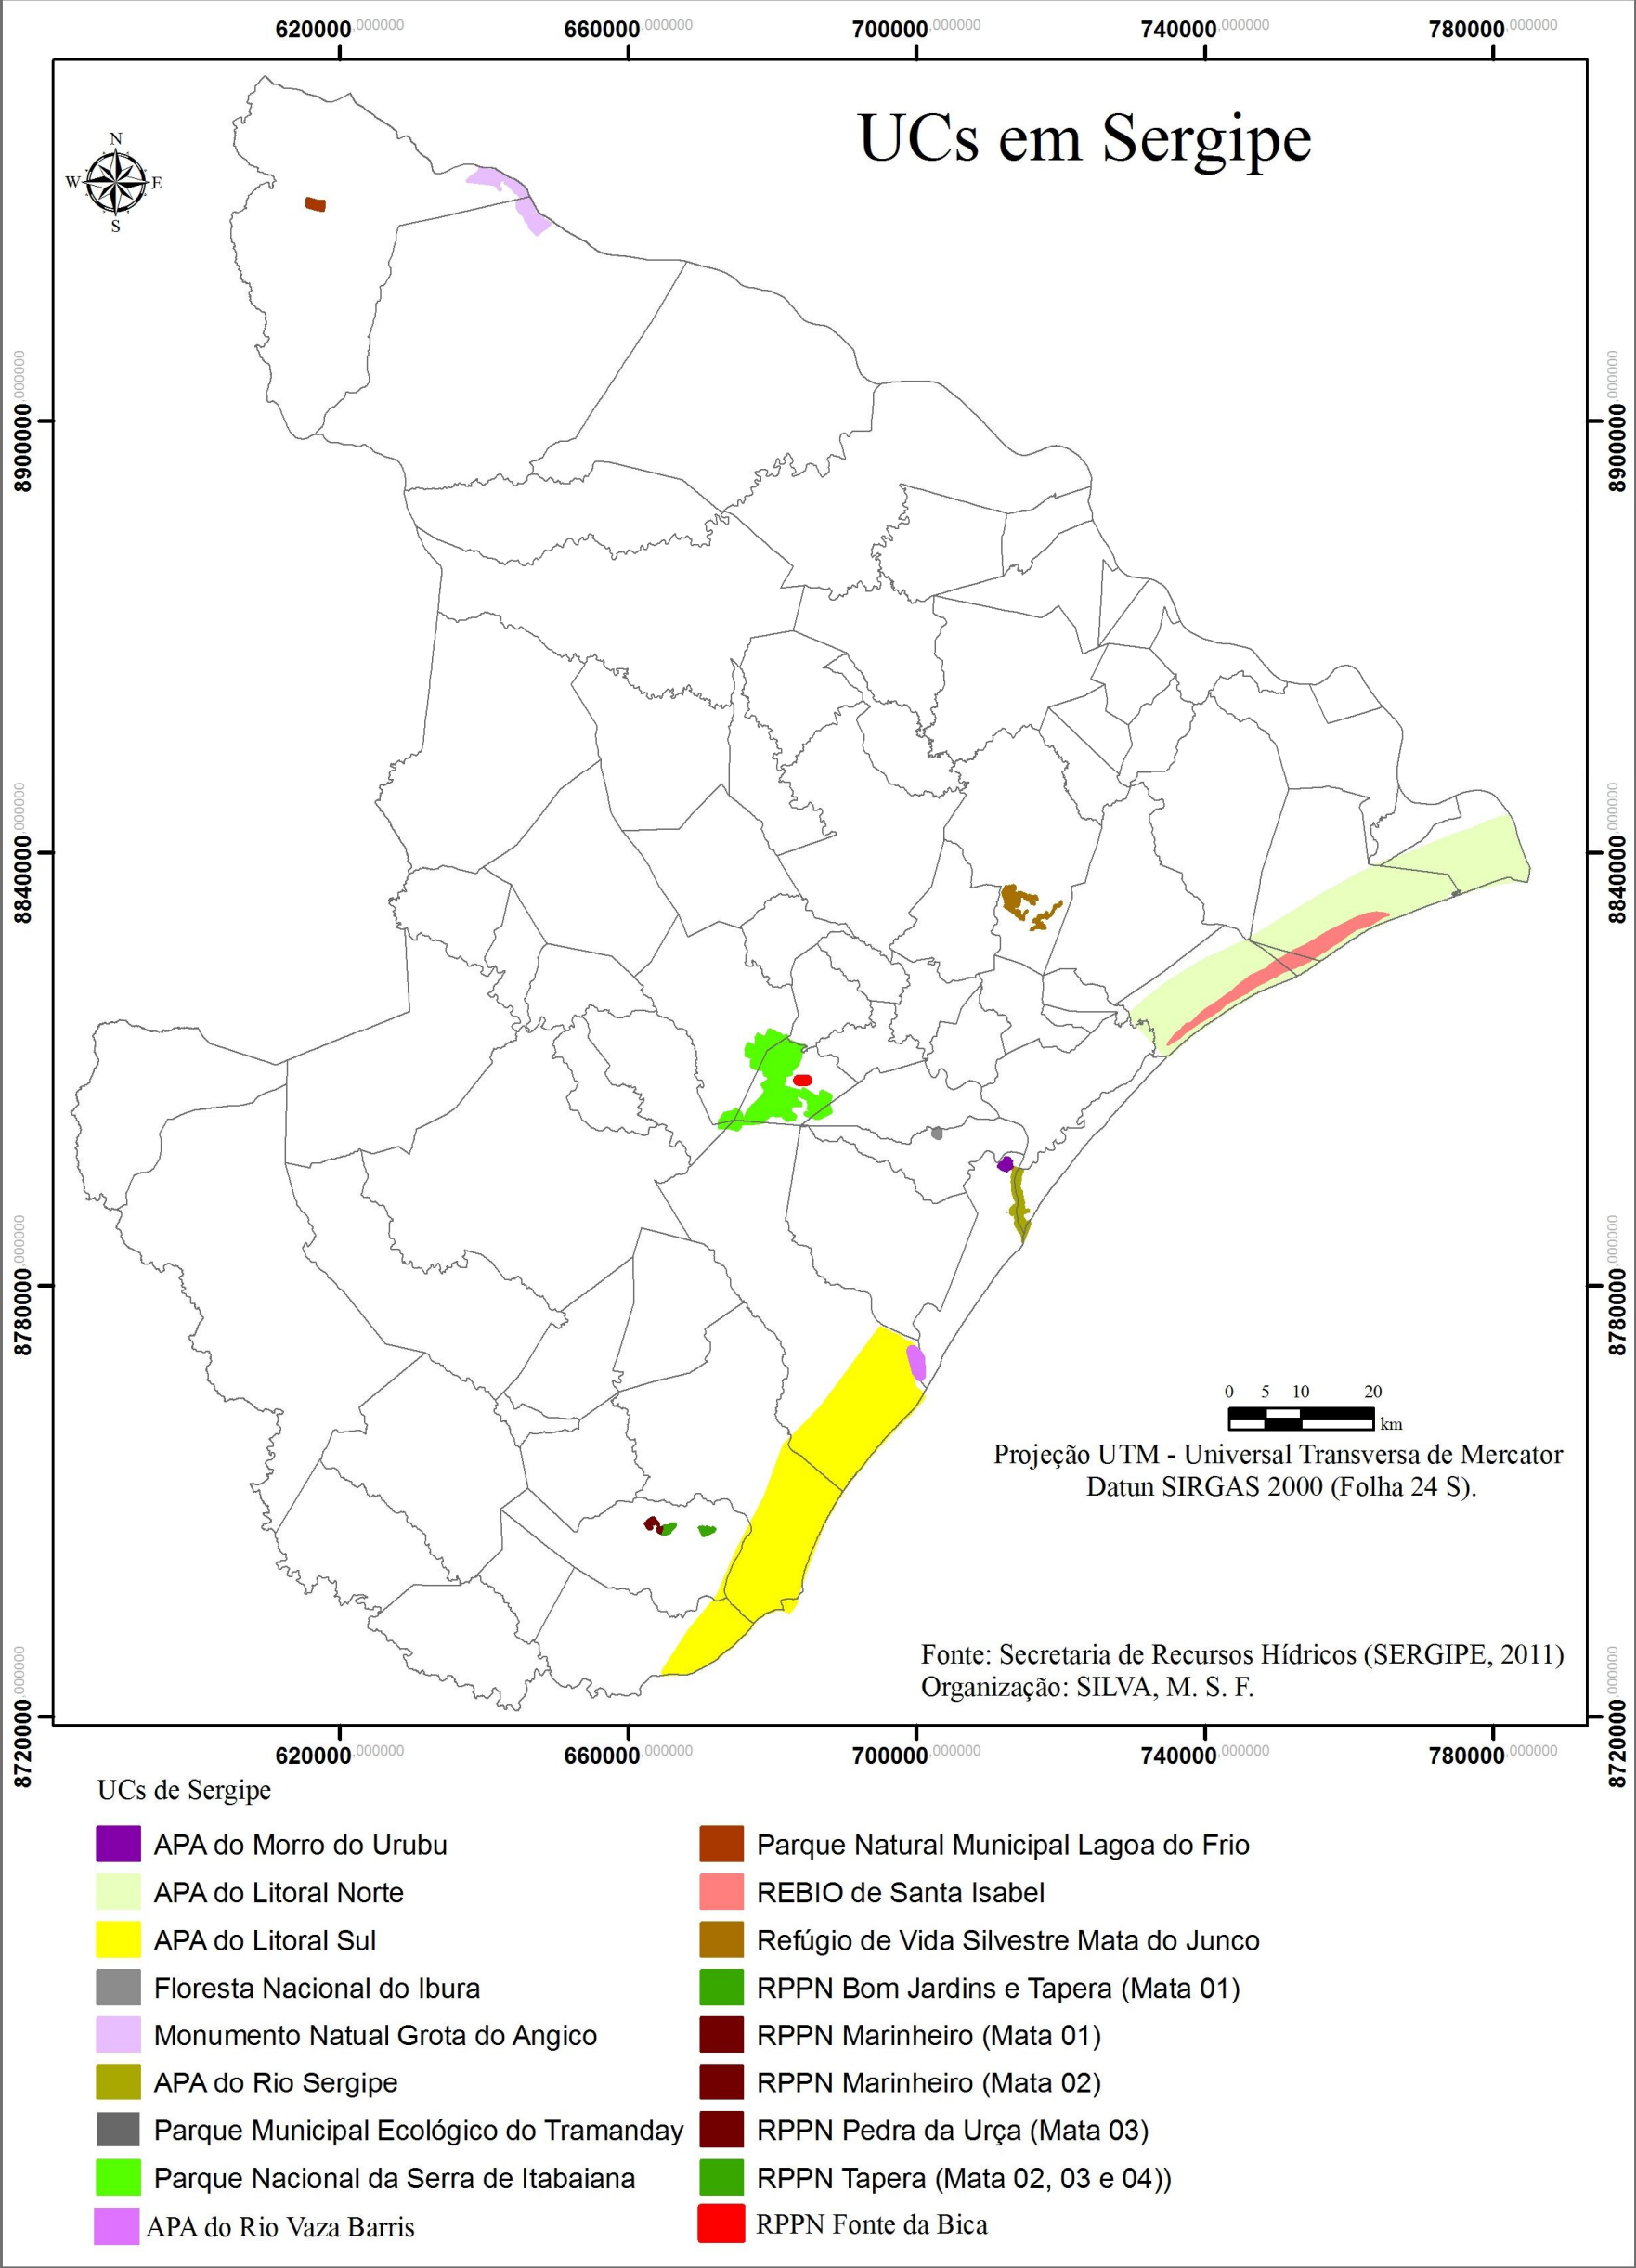 620000,000000 660000,000000 700000,000000 740000,000000 780000,000000
UCs em Sergipe
N
W E
S
8900000,000000 8900000,000000
8840000,000000 8840000,000000
8780000,000000 8780000,000000
0 5 10 20
km
Projeção UTM - Universal Transversa de Mercator
Datun SIRGAS 2000 (Folha 24 S).
Fonte: Secretaria de Recursos Hídricos (SERGIPE, 2011)
Organização: SILVA, M. S. F.
8720000,000000 8720000,000000
620000,000000 660000,000000 700000,000000 740000,000000 780000,000000
UCs de Sergipe
APA do Morro do Urubu
APA do Litoral Norte
APA do Litoral Sul
Floresta Nacional do Ibura
Monumento Natual Grota do Angico
APA do Rio Sergipe
Parque Municipal Ecológico do Tramanday
Parque Nacional da Serra de Itabaiana
APA do Rio Vaza Barris
Parque Natural Municipal Lagoa do Frio
REBIO de Santa Isabel
Refúgio de Vida Silvestre Mata do Junco
RPPN Bom Jardins e Tapera (Mata 01)
RPPN Marinheiro (Mata 01)
RPPN Marinheiro (Mata 02)
RPPN Pedra da Urça (Mata 03)
RPPN Tapera (Mata 02, 03 e 04))
RPPN Fonte da Bica